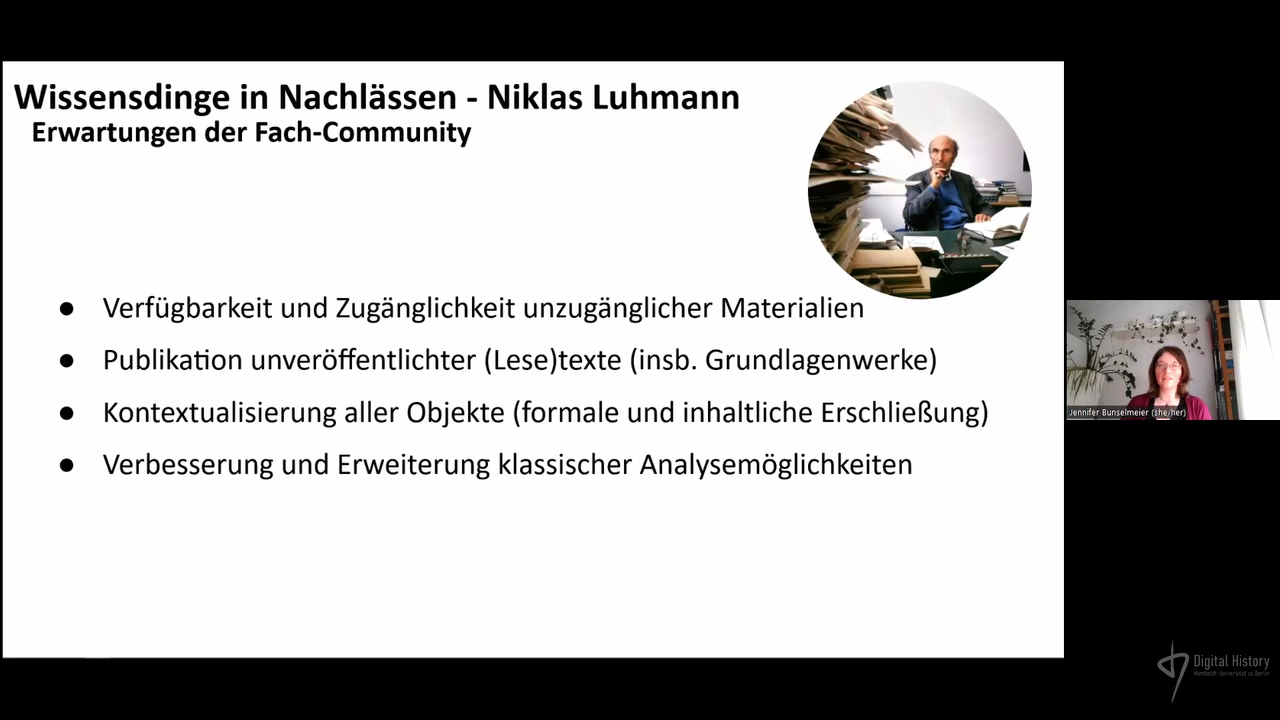 Wissensdinge in Nachlässen - Niklas Luhmann
Erwartungen der Fach-Community
● Verfügbarkeit und Zugänglichkeit unzugänglicher Materialien
● Publikation unveröffentlichter (Lese)texte (insb. Grundlagenwerke)
● Kontextualisierung aller Objekte (formale und inhaltliche Erschließung)
● Verbesserung und Erweiterung klassischer Analysemöglichkeiten
Jennifer Bunselmeier (she/her)
Digital History
Humboldt-Universität zu Berlin